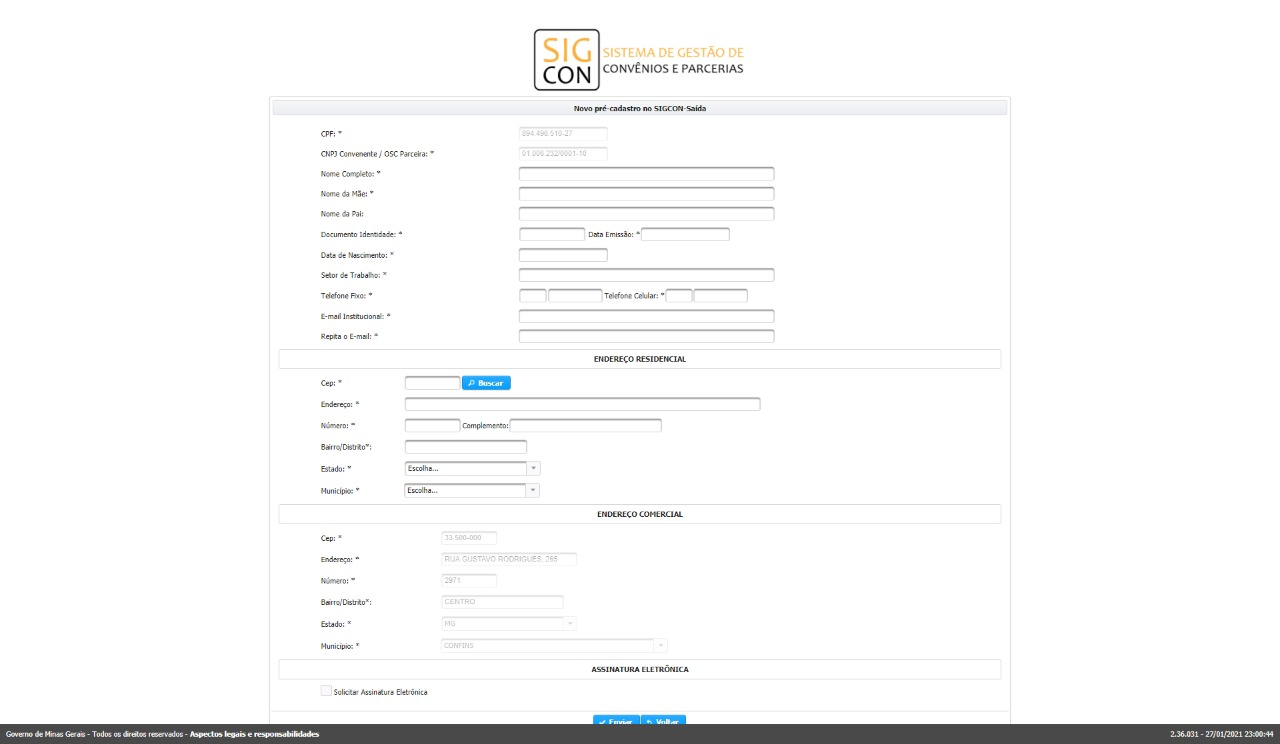 SIG
CON
SISTEMA DE GESTÃO DE
CONVÊNIOS E PARCERIAS
Novo pré-cadastro no SIGCON-Saída
CPF: * 894.490.516-27
CNPJ Convenente / OSC Parceira: * 01.006.232/0001-10
Nome Completo: *
Nome da Mãe: *
Nome da Pai:
Documento Identidade: * Data Emissão: *
Data de Nascimento: *
Setor de Trabalho: *
Telefone Fixo: * Telefone Celular: *
E-mail Institucional: *
Repita o E-mail: *
ENDEREÇO RESIDENCIAL
Cep: * Buscar
Endereço: *
Número: * Complemento:
Bairro/Distrito*:
Estado: * Escolha...
Município: * Escolha...
ENDEREÇO COMERCIAL
Cep: * 33.500-000
Endereço: * RUA GUSTAVO RODRIGUES, 265
Número: * 2971
Bairro/Distrito*: CENTRO
Estado: * MG
Município: * CONFINS
ASSINATURA ELETRÔNICA
Solicitar Assinatura Eletrônica
Enviar Voltar
Governo de Minas Gerais - Todos os direitos reservados - Aspectos legais e responsabilidades 2.36.031 - 27/01/2021 23:00:44